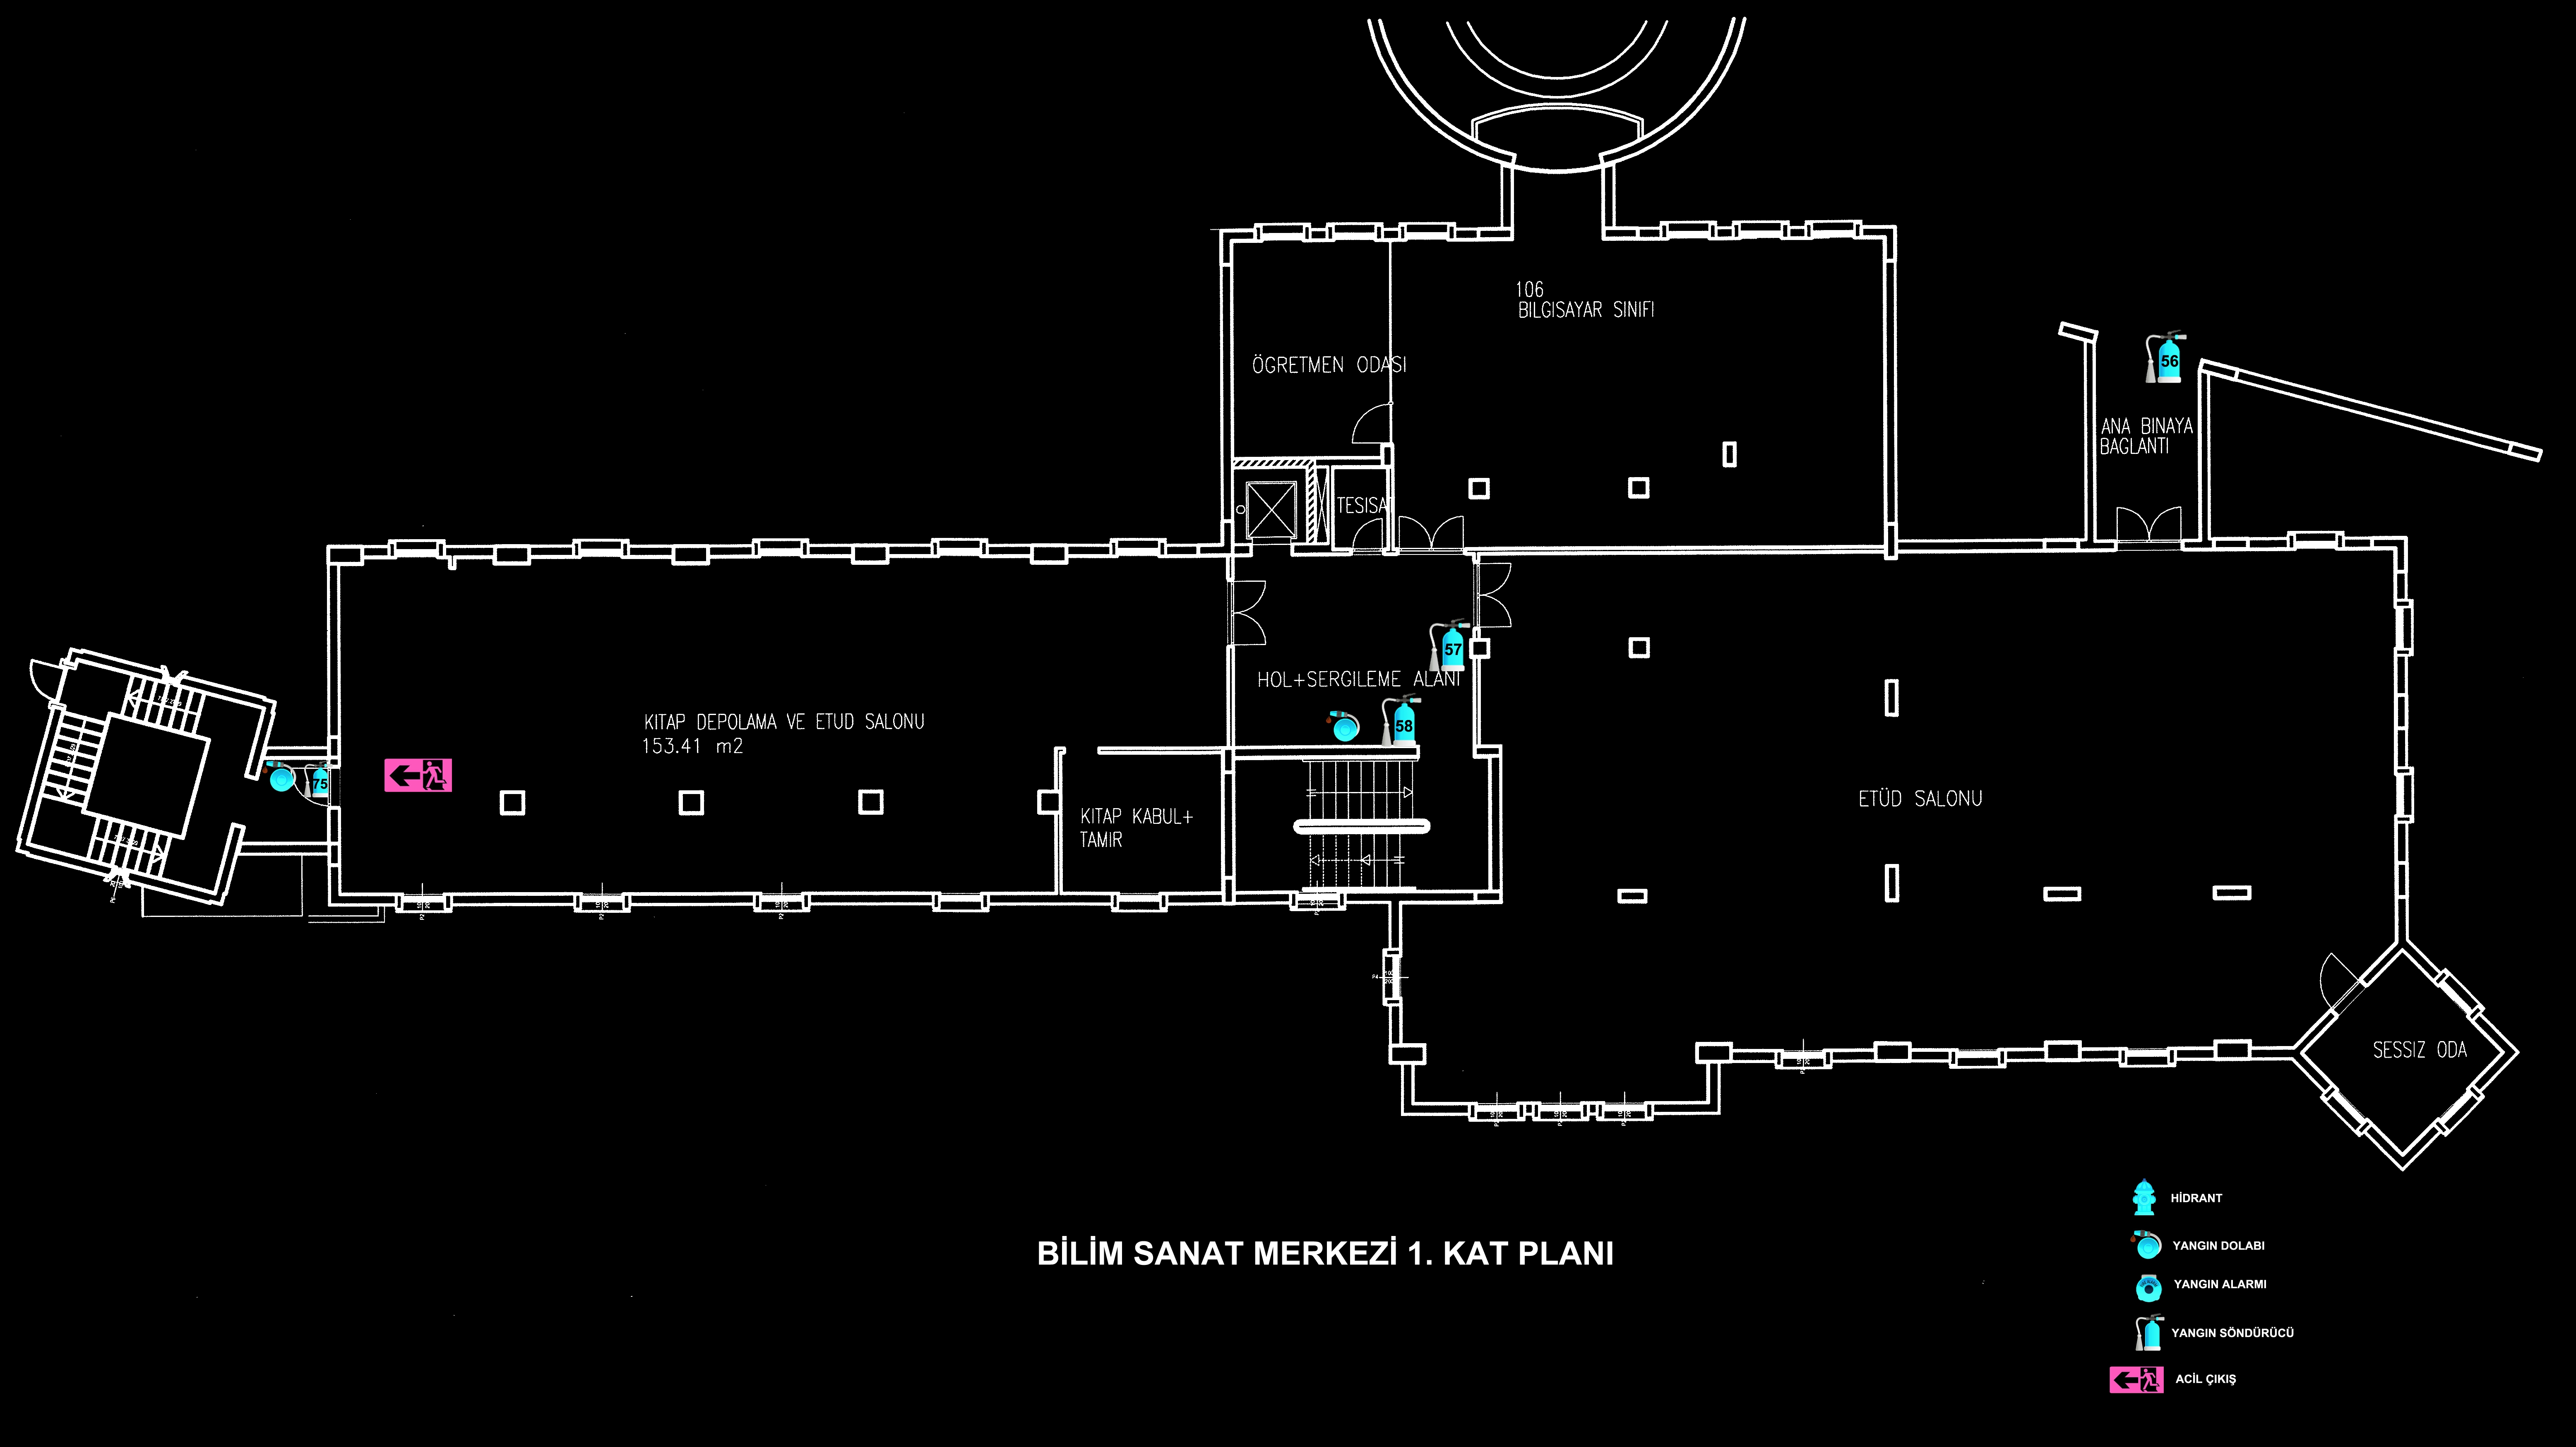 106
BILGISAYAR SINIFI
ÖGRETMEN ODASI
56
ANA BINAYA
BAGLANTI
TESISAT
57
HOL+SERGILEME ALANI
58
KITAP DEPOLAMA VE ETUD SALONU
153.41 m2
75
KITAP KABUL+
TAMIR
ETÜD SALONU
SESSIZ ODA
HİDRANT
YANGIN DOLABI
YANGIN ALARMI
YANGIN SÖNDÜRÜCÜ
ACİL ÇIKIŞ
BİLİM SANAT MERKEZİ 1. KAT PLANI